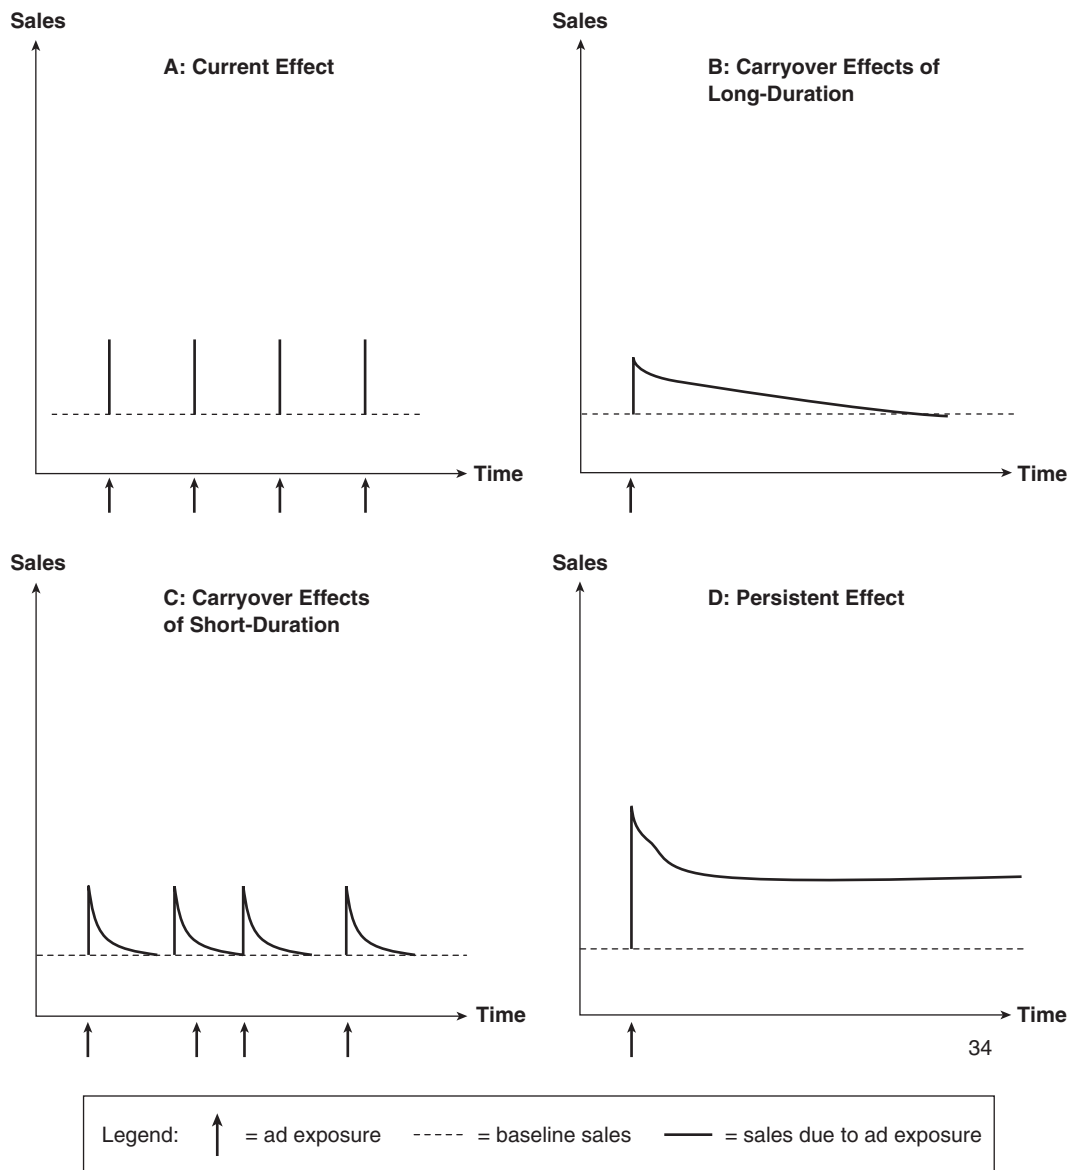 Sales
A: Current Effect
Time
Sales
B: Carryover Effects of
Long-Duration
Time
Sales
C: Carryover Effects
of Short-Duration
Time
Sales
D: Persistent Effect
Time
34
Legend: = ad exposure = baseline sales = sales due to ad exposure